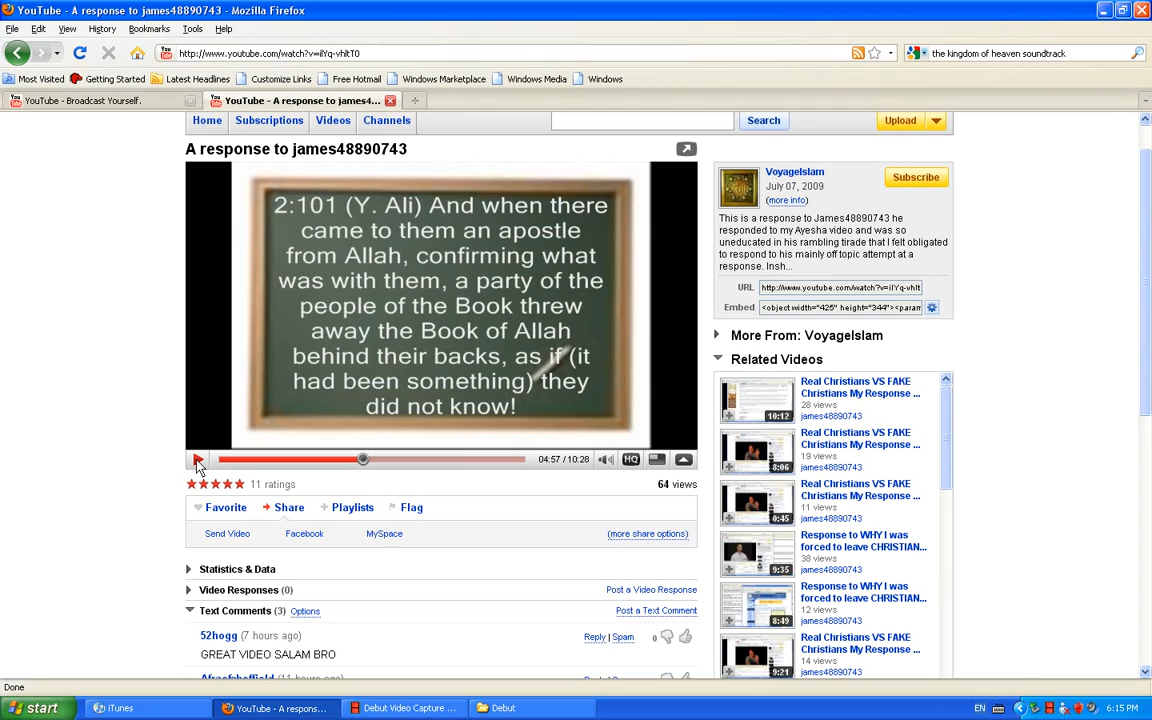 YouTube - A response to james48890743 - Mozilla Firefox
File Edit View History Bookmarks Tools Help
http://www.youtube.com/watch?v=ilYq-vhltT0
the kingdom of heaven soundtrack
Most Visited Getting Started Latest Headlines Customize Links Free Hotmail Windows Marketplace Windows Media Windows
YouTube - Broadcast Yourself.
YouTube - A response to james4...
Home Subscriptions Videos Channels
Search
Upload
A response to james48890743
2:101 (Y. Ali) And when there
came to them an apostle
from Allah, confirming what
was with them, a party of the
people of the Book threw
away the Book of Allah
behind their backs, as if (it
had been something) they
did not know!
04:57 / 10:28
HQ
11 ratings
64 views
Favorite Share Playlists Flag
Send Video Facebook MySpace (more share options)
Statistics & Data
Video Responses (0) Post a Video Response
Text Comments (3) Options Post a Text Comment
52hogg (7 hours ago)
Reply | Spam 0
GREAT VIDEO SALAM BRO
VoyageIslam
July 07, 2009
(more info)
Subscribe
This is a response to James48890743 he
responded to my Ayesha video and was so
uneducated in his rambling tirade that I felt obligated
to respond to his mainly off topic attempt at a
response. Insh...
URL http://www.youtube.com/watch?v=ilYq-vhlt
Embed <object width="425" height="344"><param
More From: VoyageIslam
Related Videos
Real Christians VS FAKE
Christians My Response ...
28 views
james48890743
10:12
Real Christians VS FAKE
Christians My Response ...
19 views
james48890743
8:06
Real Christians VS FAKE
Christians My Response ...
11 views
james48890743
0:45
Response to WHY I was
forced to leave CHRISTIAN...
38 views
james48890743
9:35
Response to WHY I was
forced to leave CHRISTIAN...
12 views
james48890743
8:49
Real Christians VS FAKE
Christians My Response ...
14 views
james48890743
9:21
Done
start
iTunes
YouTube - A respons...
Debut Video Capture ...
Debut
EN
6:15 PM